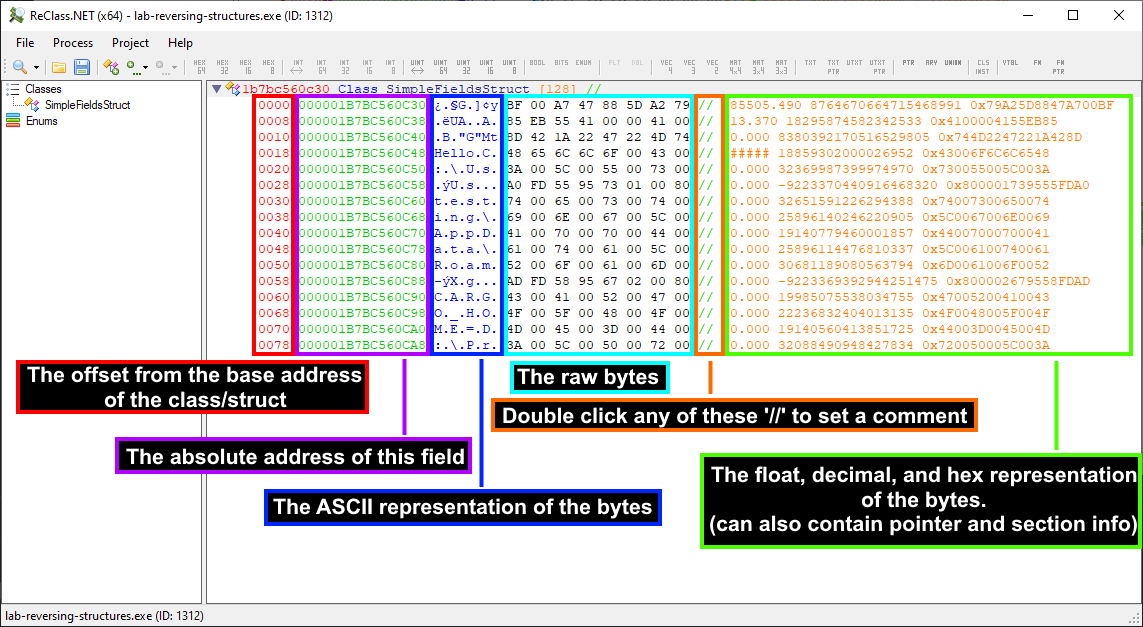 ReClass.NET (x64) - lab-reversing-structures.exe (ID: 1312)
File Process Project Help
HEX 64 HEX 32 HEX 16 HEX 8 INT INT 64 INT 32 INT 16 INT 8 UINT UINT 64 UINT 32 UINT 16 UINT 8 BOOL BITS ENUM FLT DBL VEC 4 VEC 3 VEC 2 MAT 4x4 MAT 3x4 MAT 3x3 TXT TXT PTR UTXT UTXT PTR PTR ARY UNION CLS INST VTBL FN FN PTR
Classes
SimpleFieldsStruct
Enums
1b7bc560c30 Class SimpleFieldsStruct [128] //
0000 000001B7BC560C30 ¿.§G.]¢y BF 00 A7 47 88 5D A2 79 // 85505.490 8764670664715468991 0x79A25D8847A700BF
0008 000001B7BC560C38 .ëUA..A. 85 EB 55 41 00 00 41 00 // 13.370 18295874582342533 0x4100004155EB85
0010 000001B7BC560C40 .B."G"Mt 8D 42 1A 22 47 22 4D 74 // 0.000 8380392170516529805 0x744D2247221A428D
0018 000001B7BC560C48 Hello.C. 48 65 6C 6C 6F 00 43 00 // ##### 18859302000026952 0x43006F6C6C6548
0020 000001B7BC560C50 :.\.U.s. 3A 00 5C 00 55 00 73 00 // 0.000 32369987399974970 0x730055005C003A
0028 000001B7BC560C58 .ýU.s... A0 FD 55 95 73 01 00 80 // 0.000 -9223370440916468320 0x800001739555FDA0
0030 000001B7BC560C60 t.e.s.t. 74 00 65 00 73 00 74 00 // 0.000 32651591226294388 0x74007300650074
0038 000001B7BC560C68 i.n.g.\. 69 00 6E 00 67 00 5C 00 // 0.000 25896140246220905 0x5C0067006E0069
0040 000001B7BC560C70 A.p.p.D. 41 00 70 00 70 00 44 00 // 0.000 19140779460001857 0x44007000700041
0048 000001B7BC560C78 a.t.a.\. 61 00 74 00 61 00 5C 00 // 0.000 25896114476810337 0x5C006100740061
0050 000001B7BC560C80 R.o.a.m. 52 00 6F 00 61 00 6D 00 // 0.000 30681189080563794 0x6D0061006F0052
0058 000001B7BC560C88 -ýX.g... AD FD 58 95 67 02 00 80 // 0.000 -9223369392944251475 0x800002679558FDAD
0060 000001B7BC560C90 C.A.R.G. 43 00 41 00 52 00 47 00 // 0.000 19985075538034755 0x47005200410043
0068 000001B7BC560C98 O._.H.O. 4F 00 5F 00 48 00 4F 00 // 0.000 22236832404013135 0x4F0048005F004F
0070 000001B7BC560CA0 M.E.=.D. 4D 00 45 00 3D 00 44 00 // 0.000 19140560413851725 0x44003D0045004D
0078 000001B7BC560CA8 :.\.P.r. 3A 00 5C 00 50 00 72 00 // 0.000 32088490948427834 0x720050005C003A
The offset from the base address
of the class/struct
The raw bytes
Double click any of these '//' to set a comment
The absolute address of this field
The ASCII representation of the bytes
The float, decimal, and hex representation
of the bytes.
(can also contain pointer and section info)
lab-reversing-structures.exe (ID: 1312)